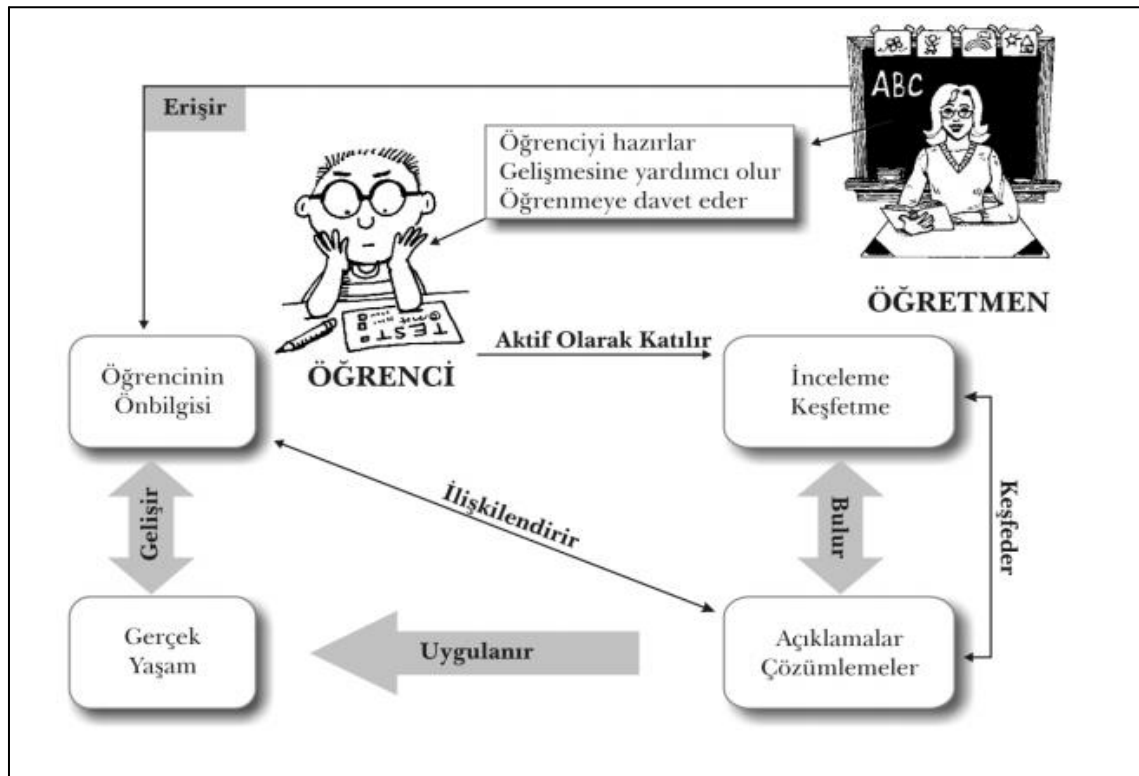 ABC
Erişir
Öğrenciyi hazırlar
Gelişmesine yardımcı olur
Öğrenmeye davet eder
ÖĞRETMEN
TEST
Aktif Olarak Katılır
ÖĞRENCİ
Öğrencinin
Önbilgisi
İnceleme
Keşfetme
İlişkilendirir
Gelişir
Bulur
Keşfeder
Gerçek
Yaşam
Uygulanır
Açıklamalar
Çözümlemeler